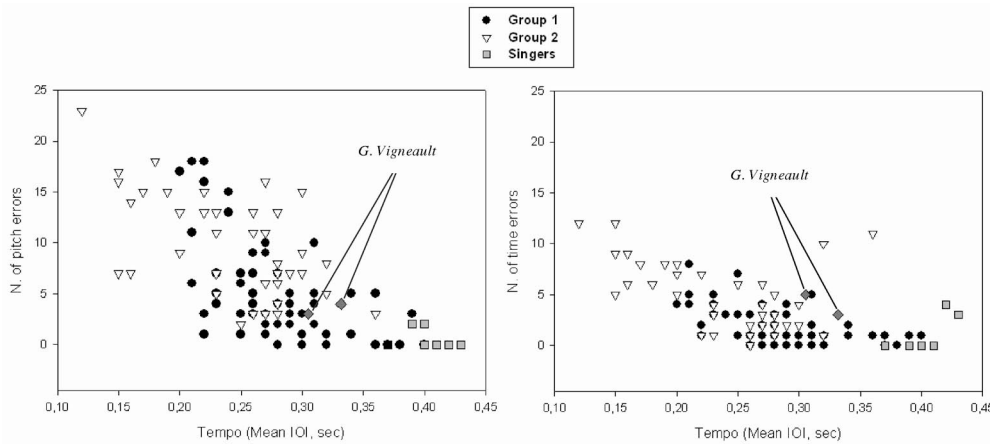 Group 1
Group 2
Singers
25
20
15
10
5
0
N. of pitch errors
G. Vigneault
0,10 0,15 0,20 0,25 0,30 0,35 0,40 0,45
Tempo (Mean IOI, sec)
25
20
15
10
5
0
N. of time errors
G. Vigneault
0,10 0,15 0,20 0,25 0,30 0,35 0,40 0,45
Tempo (Mean IOI, sec)